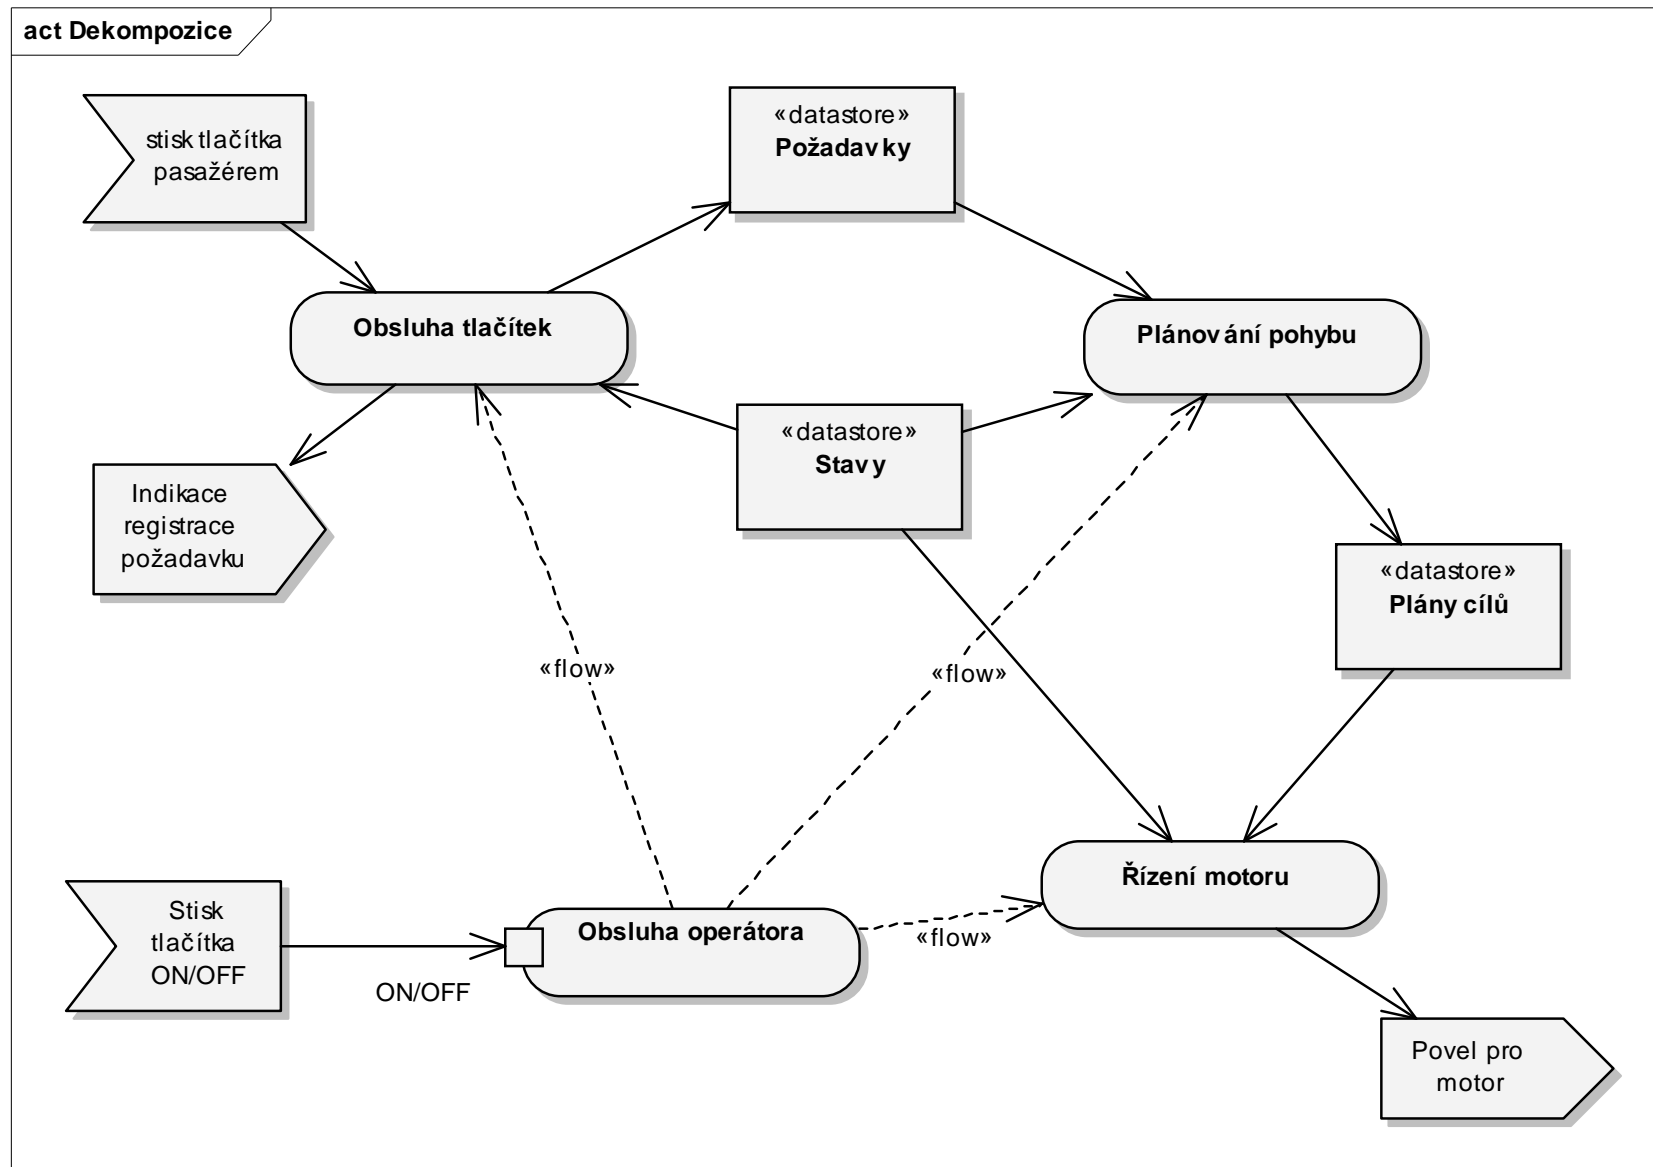 act Dekompozice
stisk tlačítka
pasažérem
«datastore»
Požadavky
Obsluha tlačítek
Plánování pohybu
«datastore»
Stavy
Indikace
registrace
požadavku
«datastore»
Plány cílů
«flow»
«flow»
Řízení motoru
Stisk
tlačítka
ON/OFF
ON/OFF
Obsluha operátora
«flow»
Povel pro
motor